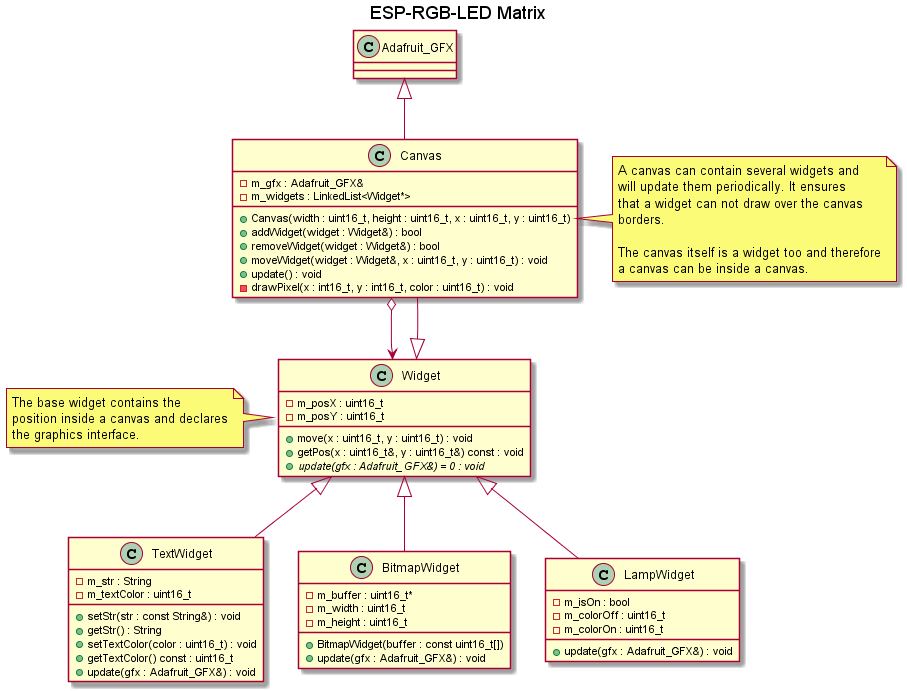 ESP-RGB-LED Matrix
C Adafruit_GFX
C Canvas
m_gfx : Adafruit_GFX&
m_widgets : LinkedList<Widget*>
Canvas(width : uint16_t, height : uint16_t, x : uint16_t, y : uint16_t)
addWidget(widget : Widget&) : bool
removeWidget(widget : Widget&) : bool
moveWidget(widget : Widget&, x : uint16_t, y : uint16_t) : void
update() : void
drawPixel(x : int16_t, y : int16_t, color : uint16_t) : void
A canvas can contain several widgets and
will update them periodically. It ensures
that a widget can not draw over the canvas
borders.
The canvas itself is a widget too and therefore
a canvas can be inside a canvas.
C Widget
m_posX : uint16_t
m_posY : uint16_t
move(x : uint16_t, y : uint16_t) : void
getPos(x : uint16_t&, y : uint16_t&) const : void
update(gfx : Adafruit_GFX&) = 0 : void
The base widget contains the
position inside a canvas and declares
the graphics interface.
C TextWidget
m_str : String
m_textColor : uint16_t
setStr(str : const String&) : void
getStr() : String
setTextColor(color : uint16_t) : void
getTextColor() const : uint16_t
update(gfx : Adafruit_GFX&) : void
C BitmapWidget
m_buffer : uint16_t*
m_width : uint16_t
m_height : uint16_t
BitmapWidget(buffer : const uint16_t[])
update(gfx : Adafruit_GFX&) : void
C LampWidget
m_isOn : bool
m_colorOff : uint16_t
m_colorOn : uint16_t
update(gfx : Adafruit_GFX&) : void